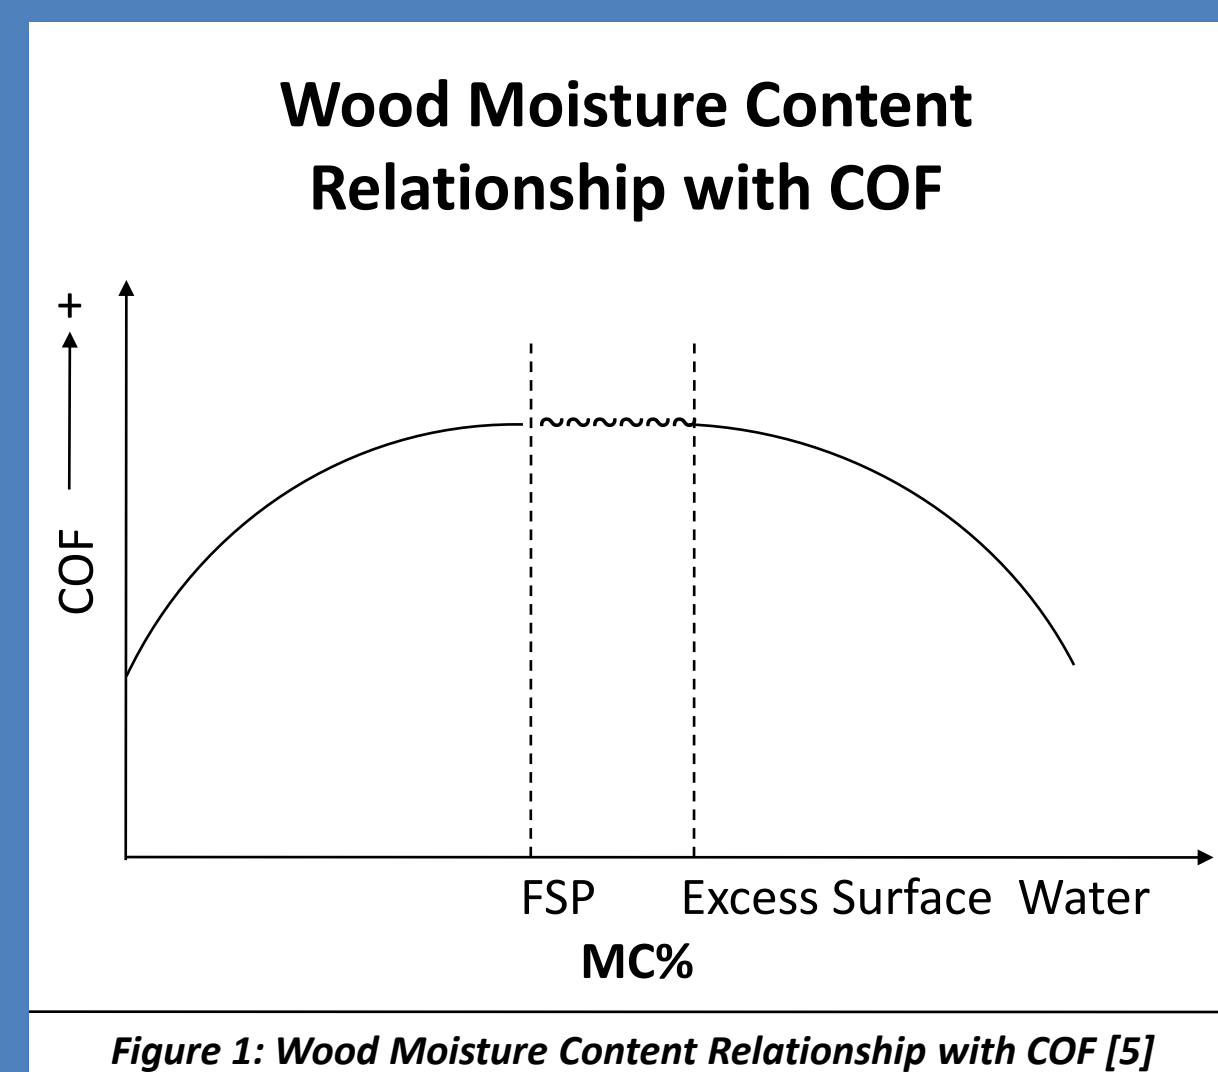 Wood Moisture Content
Relationship with COF
+
COF
~~~~~~
FSP
Excess Surface Water
MC%
Figure 1: Wood Moisture Content Relationship with COF [5]